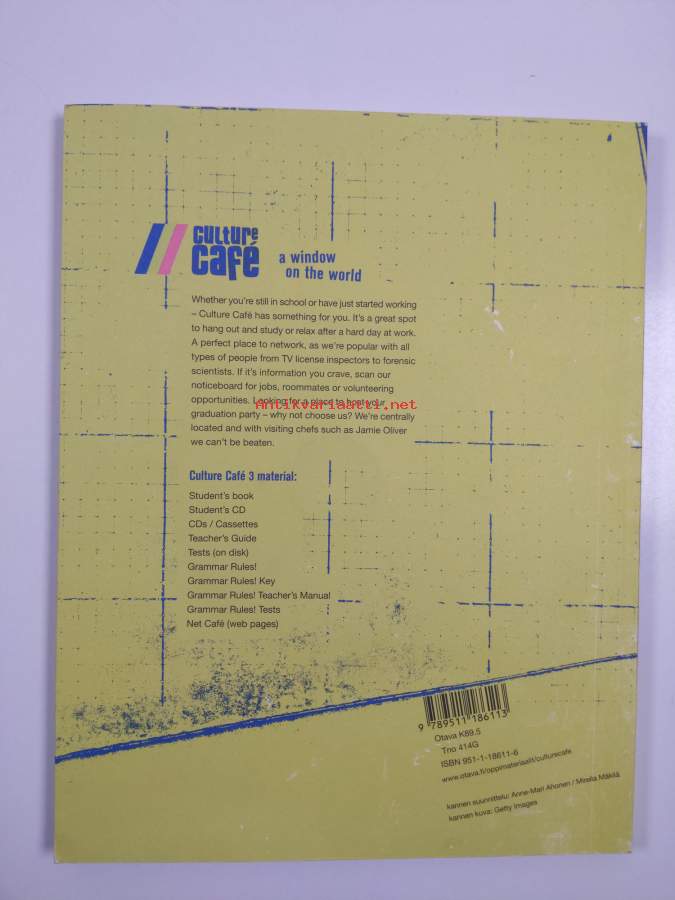 culture
café
a window
on the world
Whether you're still in school or have just started working
– Culture Café has something for you. It's a great spot
to hang out and study or relax after a hard day at work.
A perfect place to network, as we're popular with all
types of people from TV license inspectors to forensic
scientists. If it's information you crave, scan our
noticeboard for jobs, roommates or volunteering
opportunities. Looking for a place to host your
Antikvariaatti.net
graduation party – why not choose us? We're centrally
located and with visiting chefs such as Jamie Oliver
we can't be beaten.
Culture Café 3 material:
Student's book
Student's CD
CDs / Cassettes
Teacher's Guide
Tests (on disk)
Grammar Rules!
Grammar Rules! Key
Grammar Rules! Teacher's Manual
Grammar Rules! Tests
Net Café (web pages)
9 789511 186113
Otava K89.5
Tno 414G
ISBN 951-1-18611-6
www.otava.fi/oppimateriaalit/culturecafe
kannen suunnittelu: Anne-Mari Ahonen / Mirella Mäkilä
kannen kuva: Getty Images